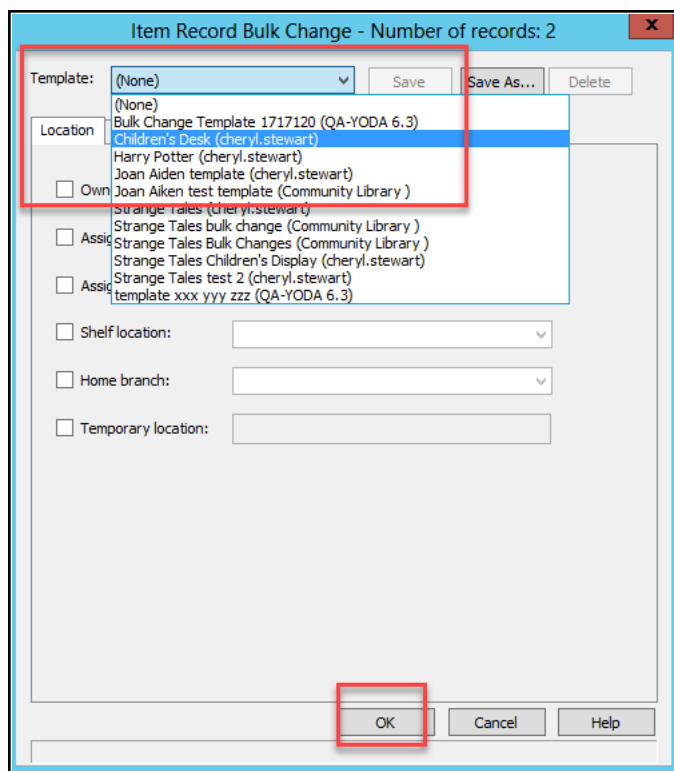 Item Record Bulk Change - Number of records: 2
x
Template: (None) Save Save As... Delete
(None)
Bulk Change Template 1717120 (QA-YODA 6.3)
Location
Children's Desk (cheryl.stewart)
Harry Potter (cheryl.stewart)
Joan Aiden template (cheryl.stewart)
Own
Joan Aiken test template (Community Library )
Strange Tales (cheryl.stewart)
Strange Tales bulk change (Community Library )
Assig
Strange Tales Bulk Changes (Community Library )
Strange Tales Children's Display (cheryl.stewart)
Assig
Strange Tales test 2 (cheryl.stewart)
template xxx yyy zzz (QA-YODA 6.3)
Shelf location:
Home branch:
Temporary location:
OK Cancel Help